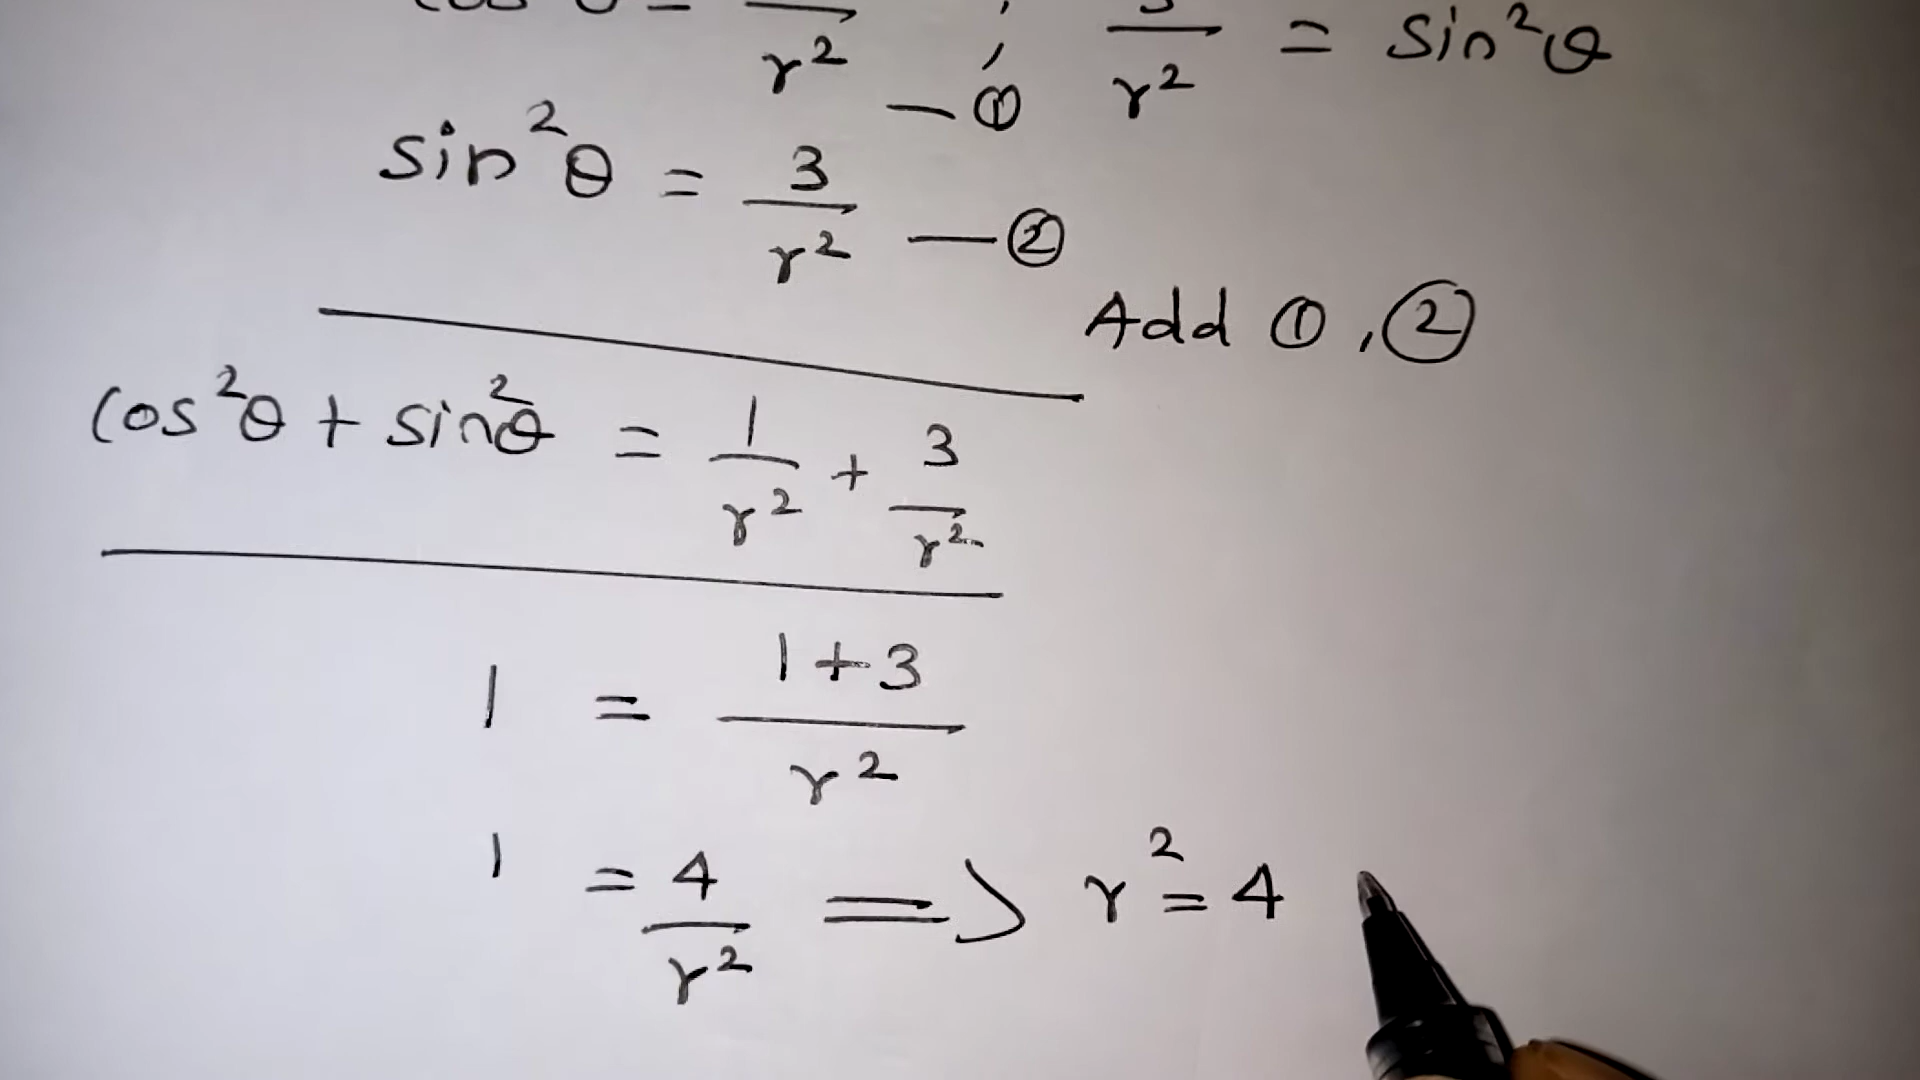 r² — ① r² = sin²θ
sin²θ = 3/r² — ②
Add ①, ②
cos²θ + sin²θ = 1/r² + 3/r²
1 = (1+3)/r²
1 = 4/r² => r² = 4